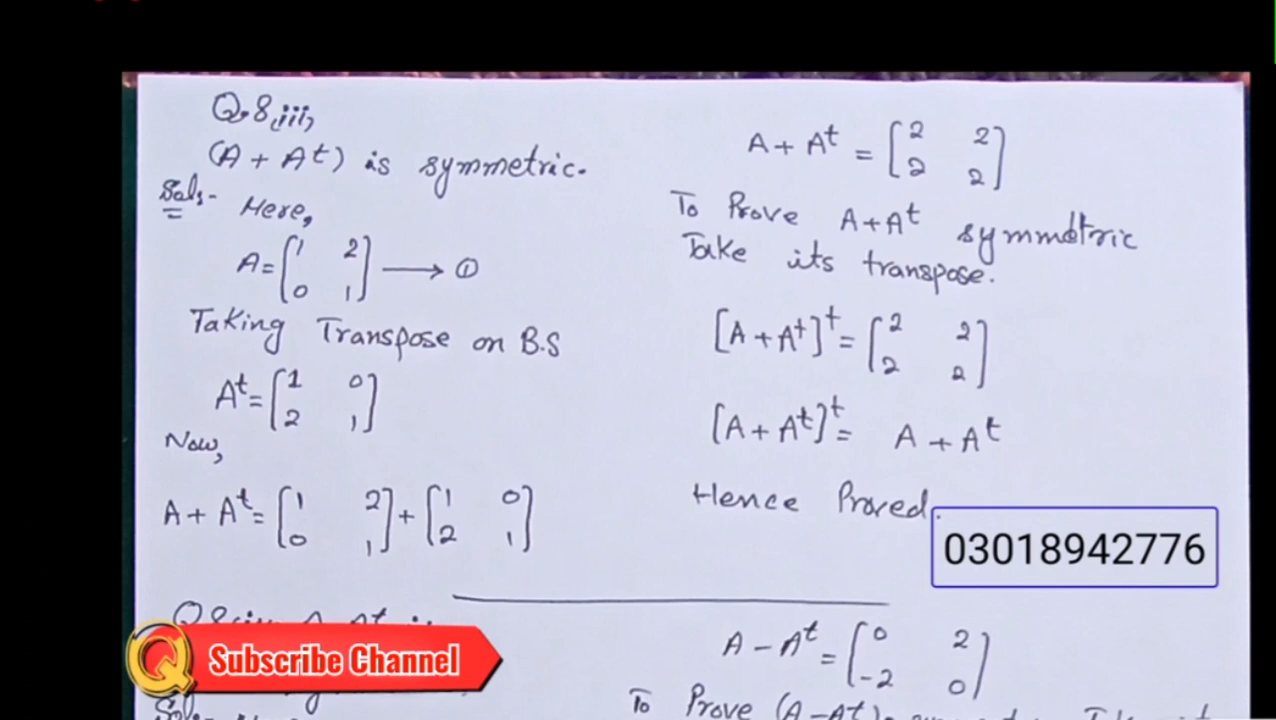 Q.8,iii,
(A + Aᵗ) is symmetric.
Sol:- Here,
A = [1 2
0 1] → ①
Taking Transpose on B.S
Aᵗ = [1 0
2 1]
Now,
A + Aᵗ = [1 2
0 1] + [1 0
2 1]
A + Aᵗ = [2 2
2 2]
To Prove A+Aᵗ symmetric
Take its transpose.
[A + Aᵗ]ᵗ = [2 2
2 2]
[A + Aᵗ]ᵗ = A + Aᵗ
Hence Proved.
03018942776
Subscribe Channel
A - Aᵗ = [0 2
-2 0]
To Prove (A-Aᵗ)